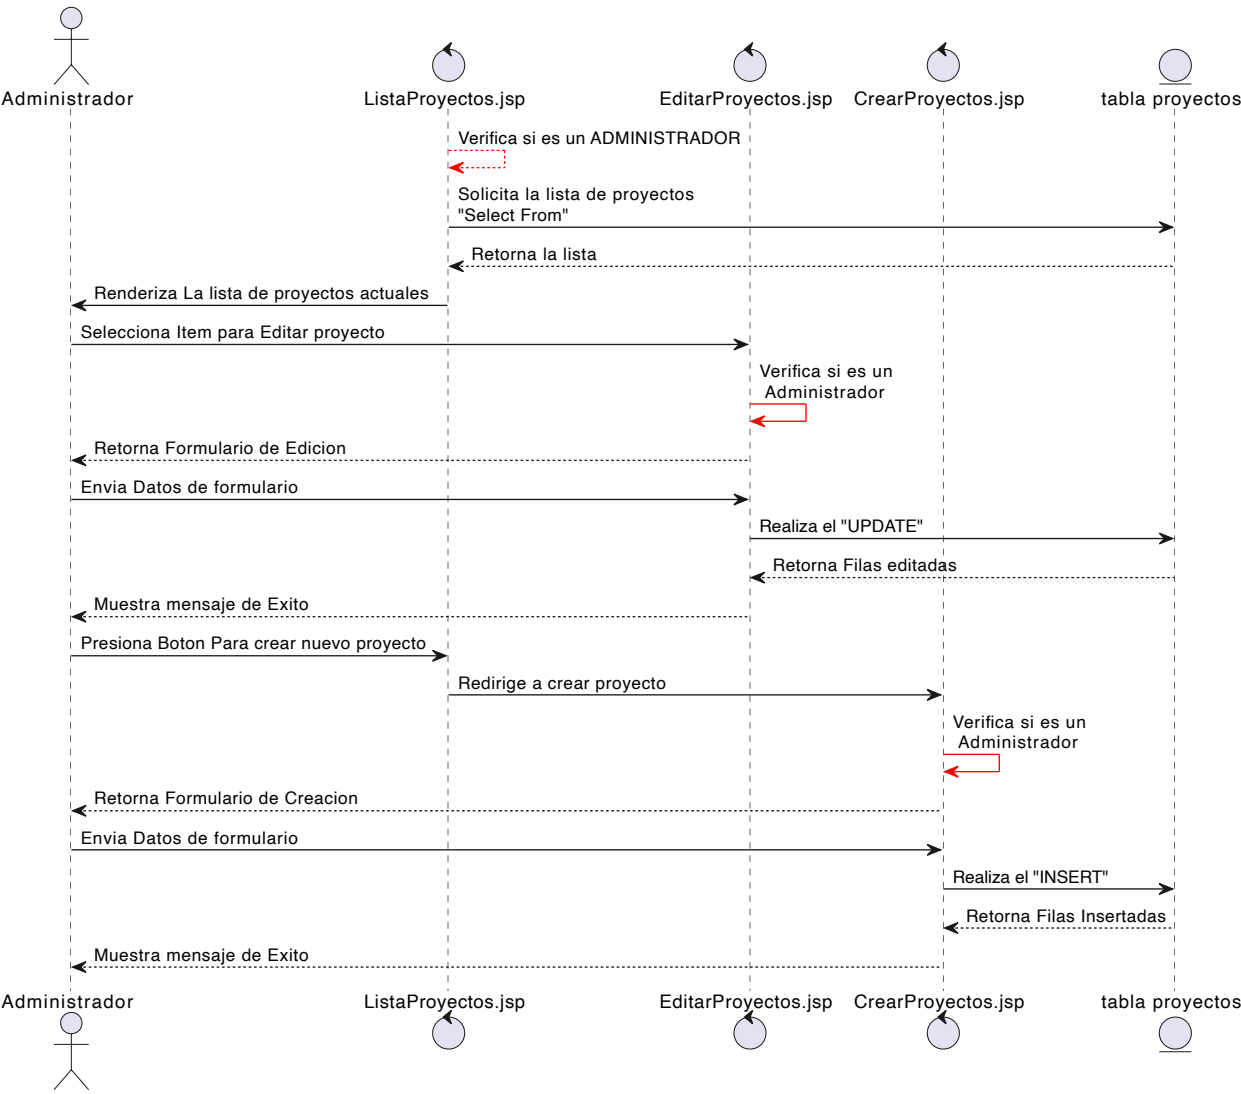 Administrador
ListaProyectos.jsp
EditarProyectos.jsp
CrearProyectos.jsp
tabla proyectos
Verifica si es un ADMINISTRADOR
Solicita la lista de proyectos
"Select From"
Retorna la lista
Renderiza La lista de proyectos actuales
Selecciona Item para Editar proyecto
Verifica si es un
Administrador
Retorna Formulario de Edicion
Envia Datos de formulario
Realiza el "UPDATE"
Retorna Filas editadas
Muestra mensaje de Exito
Presiona Boton Para crear nuevo proyecto
Redirige a crear proyecto
Verifica si es un
Administrador
Retorna Formulario de Creacion
Envia Datos de formulario
Realiza el "INSERT"
Retorna Filas Insertadas
Muestra mensaje de Exito
Administrador
ListaProyectos.jsp
EditarProyectos.jsp
CrearProyectos.jsp
tabla proyectos